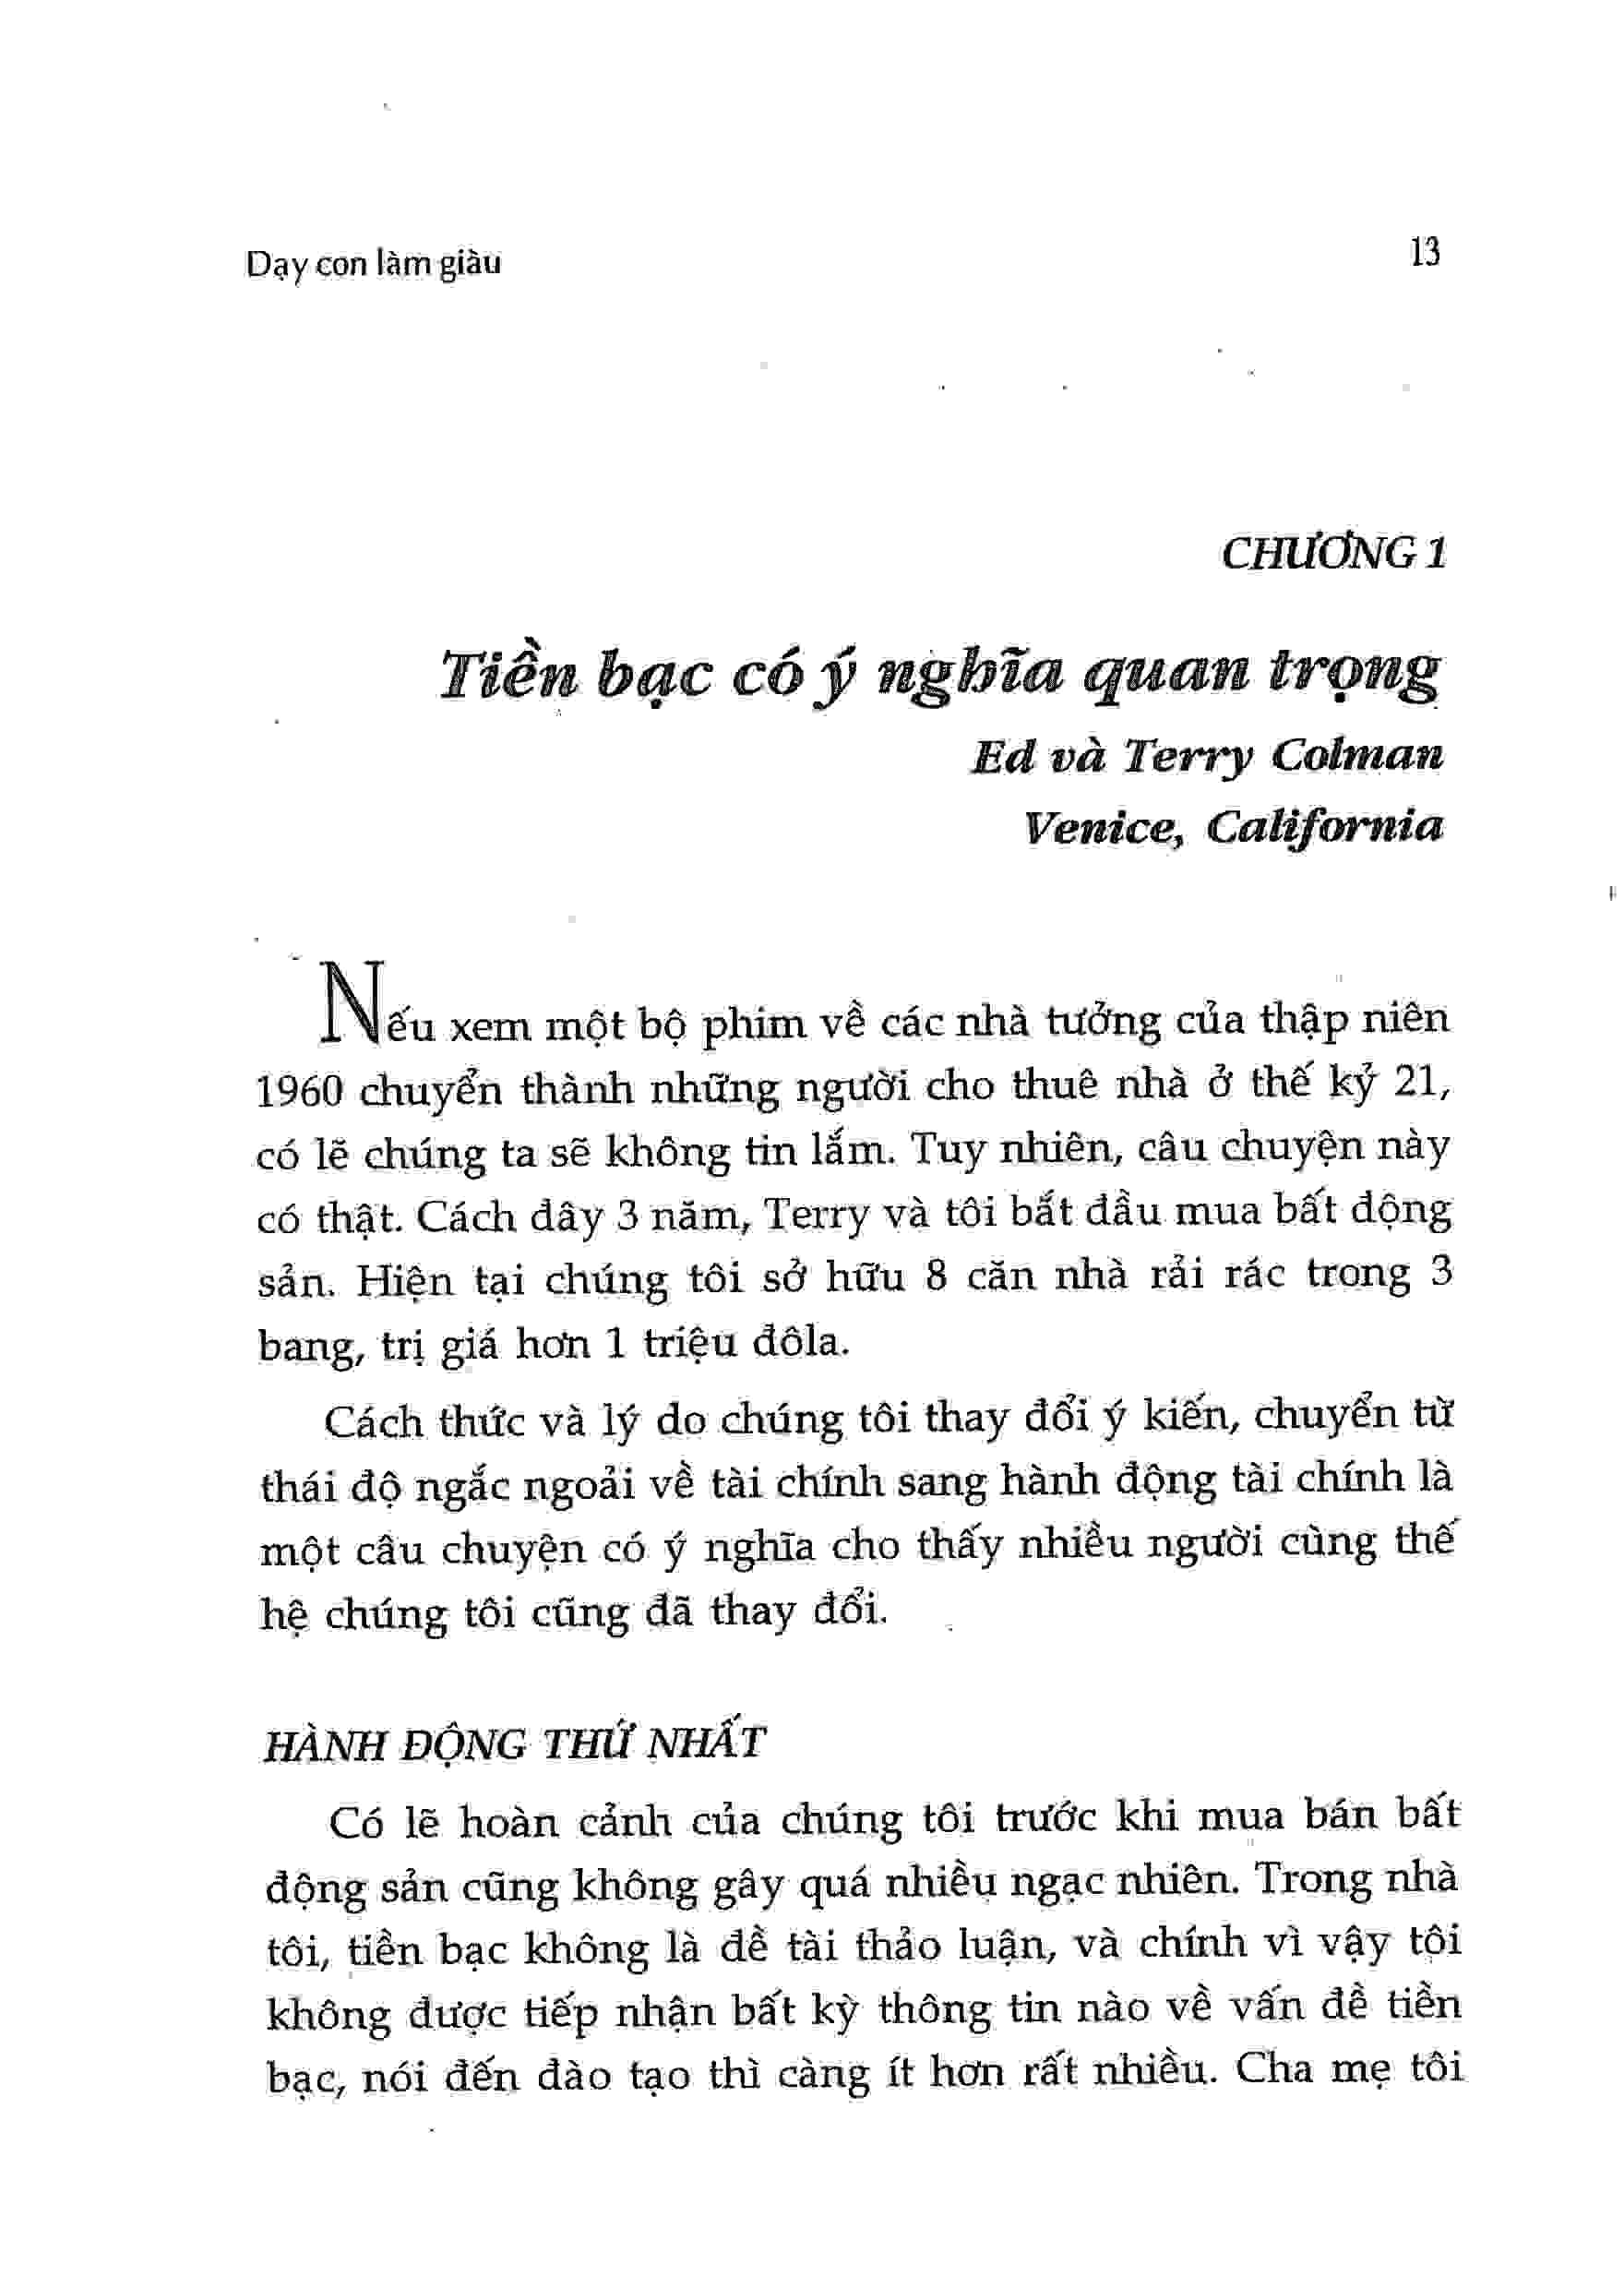 Dạy con làm giàu
13
CHƯƠNG 1
Tiền bạc có ý nghĩa quan trọng
Ed và Terry Colman
Venice, California
Nếu xem một bộ phim về các nhà tưởng của thập niên
1960 chuyển thành những người cho thuê nhà ở thế kỷ 21,
có lẽ chúng ta sẽ không tin lắm. Tuy nhiên, câu chuyện này
có thật. Cách đây 3 năm, Terry và tôi bắt đầu mua bất động
sản. Hiện tại chúng tôi sở hữu 8 căn nhà rải rác trong 3
bang, trị giá hơn 1 triệu đôla.
Cách thức và lý do chúng tôi thay đổi ý kiến, chuyển từ
thái độ ngắc ngoải về tài chính sang hành động tài chính là
một câu chuyện có ý nghĩa cho thấy nhiều người cùng thế
hệ chúng tôi cũng đã thay đổi.
HÀNH ĐỘNG THỨ NHẤT
Có lẽ hoàn cảnh của chúng tôi trước khi mua bán bất
động sản cũng không gây quá nhiều ngạc nhiên. Trong nhà
tôi, tiền bạc không là đề tài thảo luận, và chính vì vậy tôi
không được tiếp nhận bất kỳ thông tin nào về vấn đề tiền
bạc, nói đến đào tạo thì càng ít hơn rất nhiều. Cha mẹ tôi